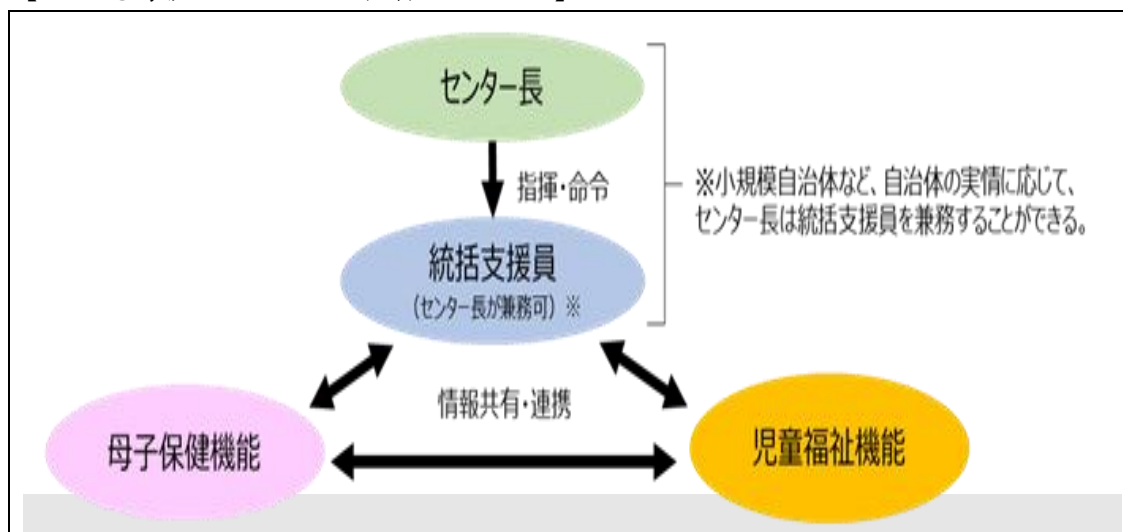 センター長
指揮・命令
※小規模自治体など、自治体の実情に応じて、
センター長は統括支援員を兼務することができる。
統括支援員
(センター長が兼務可) ※
情報共有・連携
母子保健機能
児童福祉機能